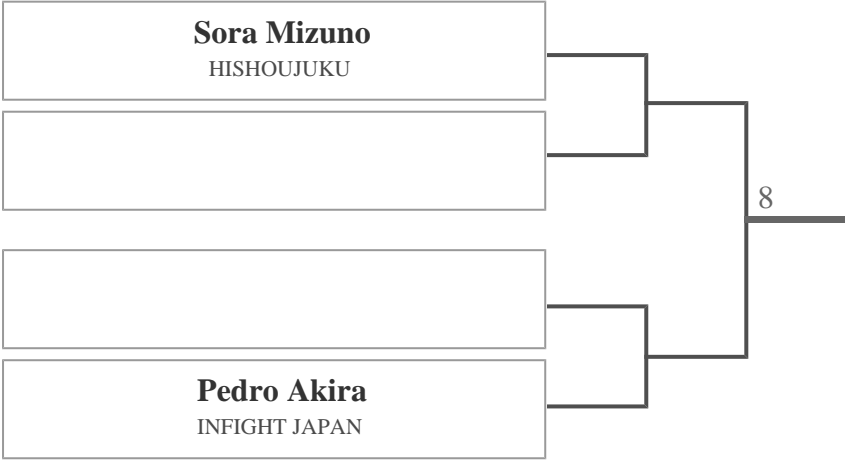 Sora Mizuno
HISHOUJUKU
8
Pedro Akira
INFIGHT JAPAN